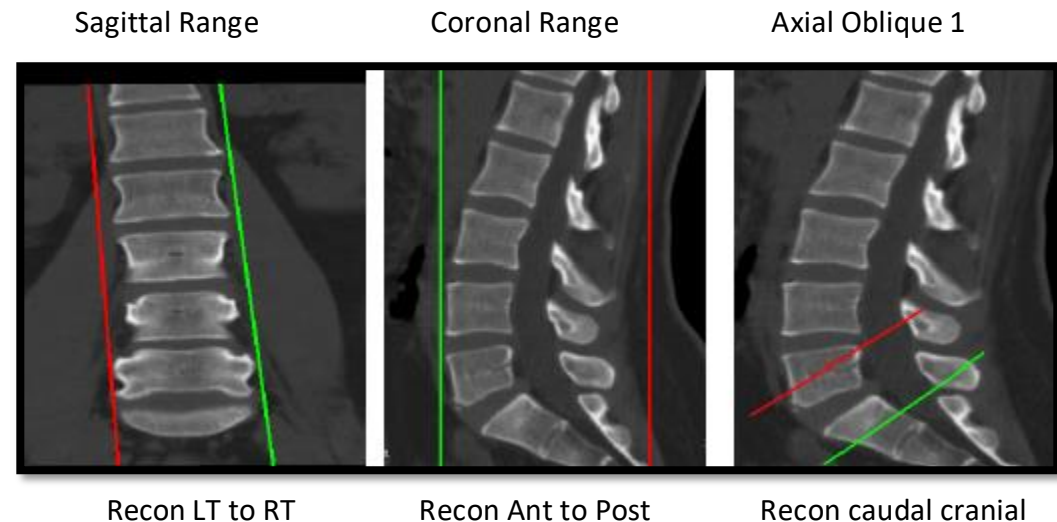 Sagittal Range
Coronal Range
Axial Oblique 1
Recon LT to RT
Recon Ant to Post
Recon caudal cranial